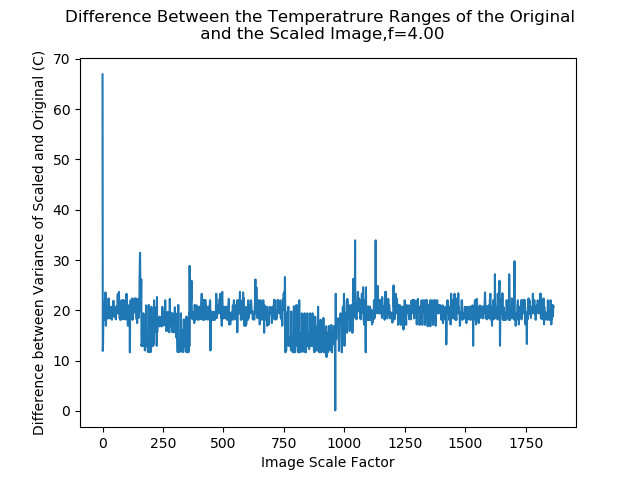 Difference Between the Temperatrure Ranges of the Original
and the Scaled Image,f=4.00
Difference between Variance of Scaled and Original (C)
70
60
50
40
30
20
10
0
0 250 500 750 1000 1250 1500 1750
Image Scale Factor